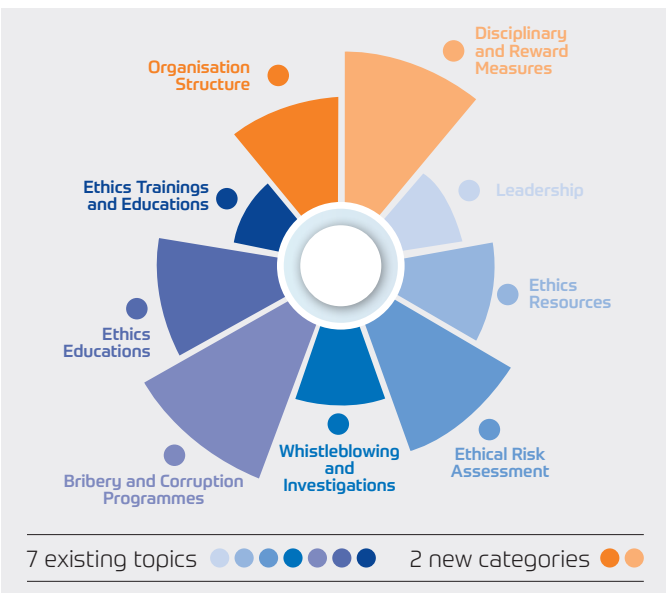 Disciplinary
and Reward
Measures
Organisation
Structure
Ethics Trainings
and Educations
Leadership
Ethics
Resources
Ethics
Educations
Whistleblowing
and
Investigations
Ethical Risk
Assessment
Bribery and Corruption
Programmes
7 existing topics
2 new categories